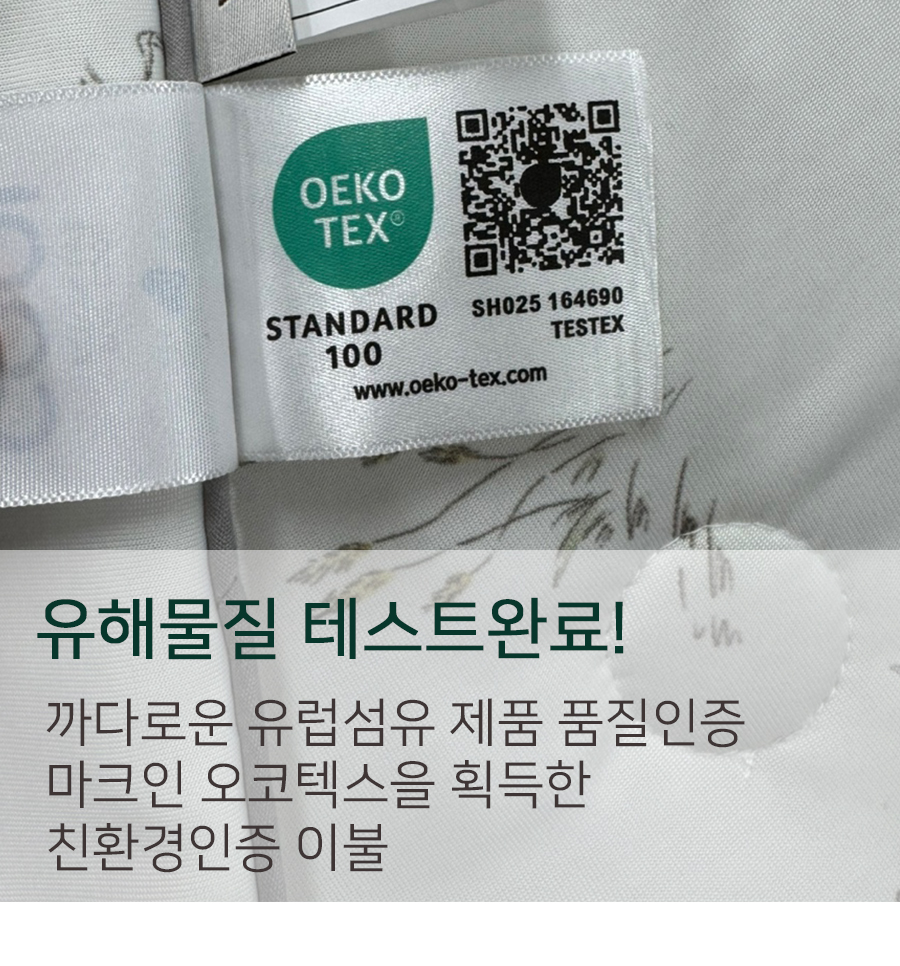 OEKO
TEX®
STANDARD
100
SH025 164690
TESTEX
www.oeko-tex.com
유해물질 테스트완료!
까다로운 유럽섬유 제품 품질인증
마크인 오코텍스을 획득한
친환경인증 이불